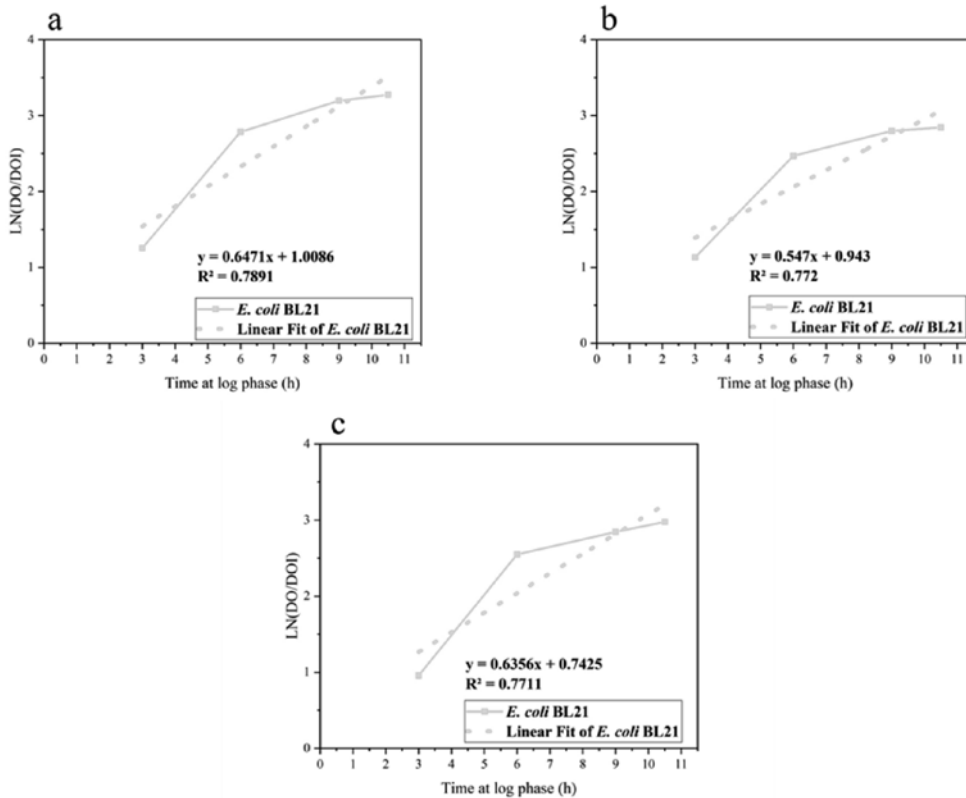 a
4
3
2
1
0
LN(DO/DOI)
y = 0.6471x + 1.0086
R² = 0.7891
E. coli BL21
Linear Fit of E. coli BL21
0 1 2 3 4 5 6 7 8 9 10 11
Time at log phase (h)
b
4
3
2
1
0
LN(DO/DOI)
y = 0.547x + 0.943
R² = 0.772
E. coli BL21
Linear Fit of E. coli BL21
0 1 2 3 4 5 6 7 8 9 10 11
Time at log phase (h)
c
4
3
2
1
0
LN(DO/DOI)
y = 0.6356x + 0.7425
R² = 0.7711
E. coli BL21
Linear Fit of E. coli BL21
0 1 2 3 4 5 6 7 8 9 10 11
Time at log phase (h)